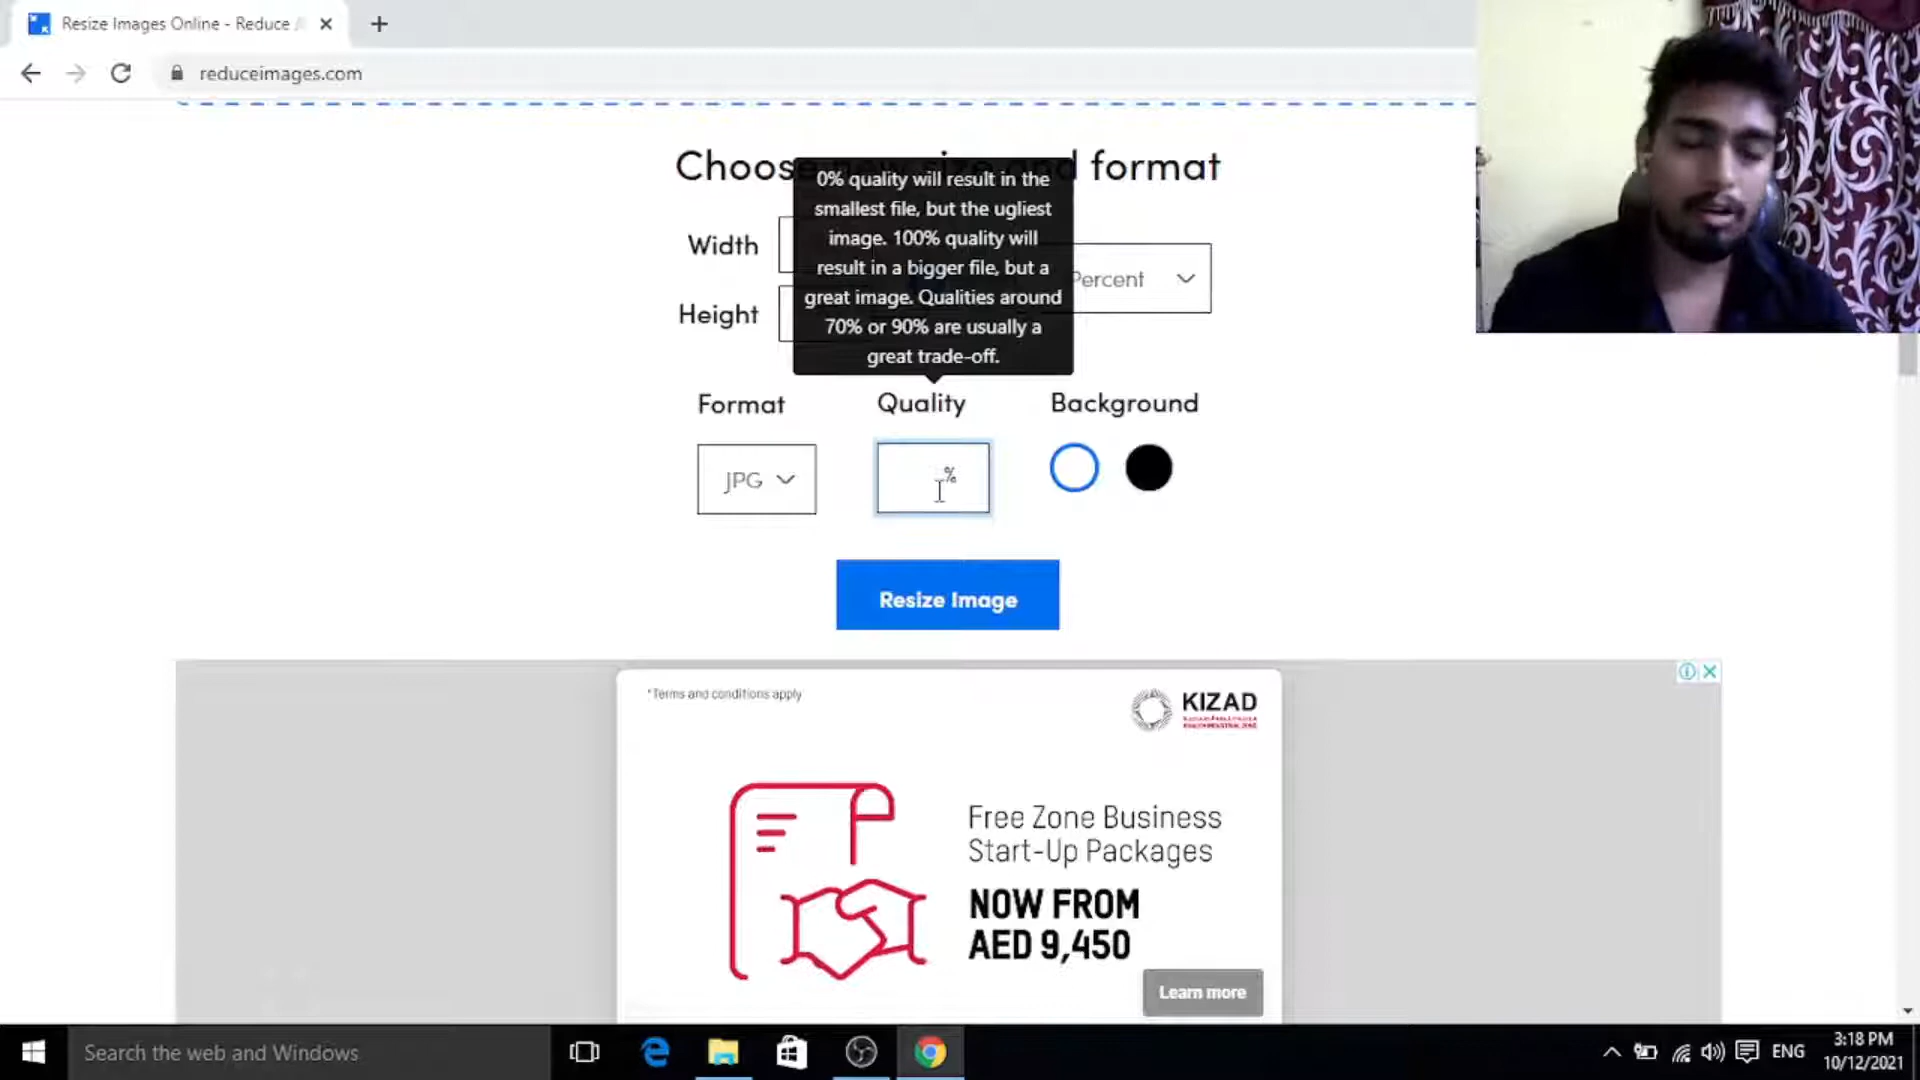 Resize Images Online - Reduce
reduceimages.com
Choose new size and format
0% quality will result in the
smallest file, but the ugliest
image. 100% quality will
result in a bigger file, but a
great image. Qualities around
70% or 90% are usually a
great trade-off.
Width
Height
Percent
Format
Quality
Background
JPG
%
Resize Image
*Terms and conditions apply
KIZAD
Free Zone Business
Start-Up Packages
NOW FROM
AED 9,450
Learn more
Search the web and Windows
ENG
3:18 PM
10/12/2021